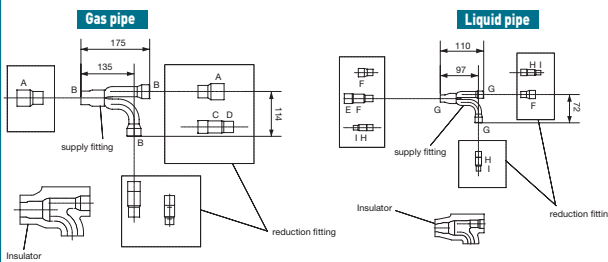 Gas pipe
175
135
A
B
B
A
C D
114
B
supply fitting
reduction fitting
Insulator
Liquid pipe
110
97
F
E F
I H
G
G
H I
F
72
G
supply fitting
H
I
reduction fittin
Insulator